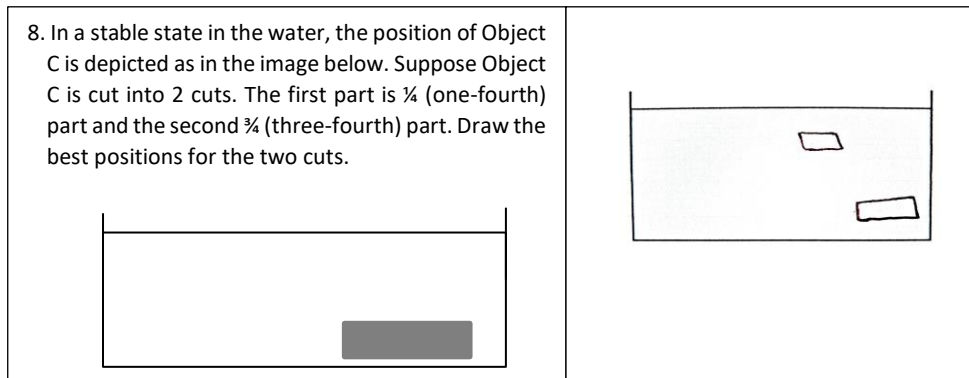 8. In a stable state in the water, the position of Object
C is depicted as in the image below. Suppose Object
C is cut into 2 cuts. The first part is ¼ (one-fourth)
part and the second ¾ (three-fourth) part. Draw the
best positions for the two cuts.